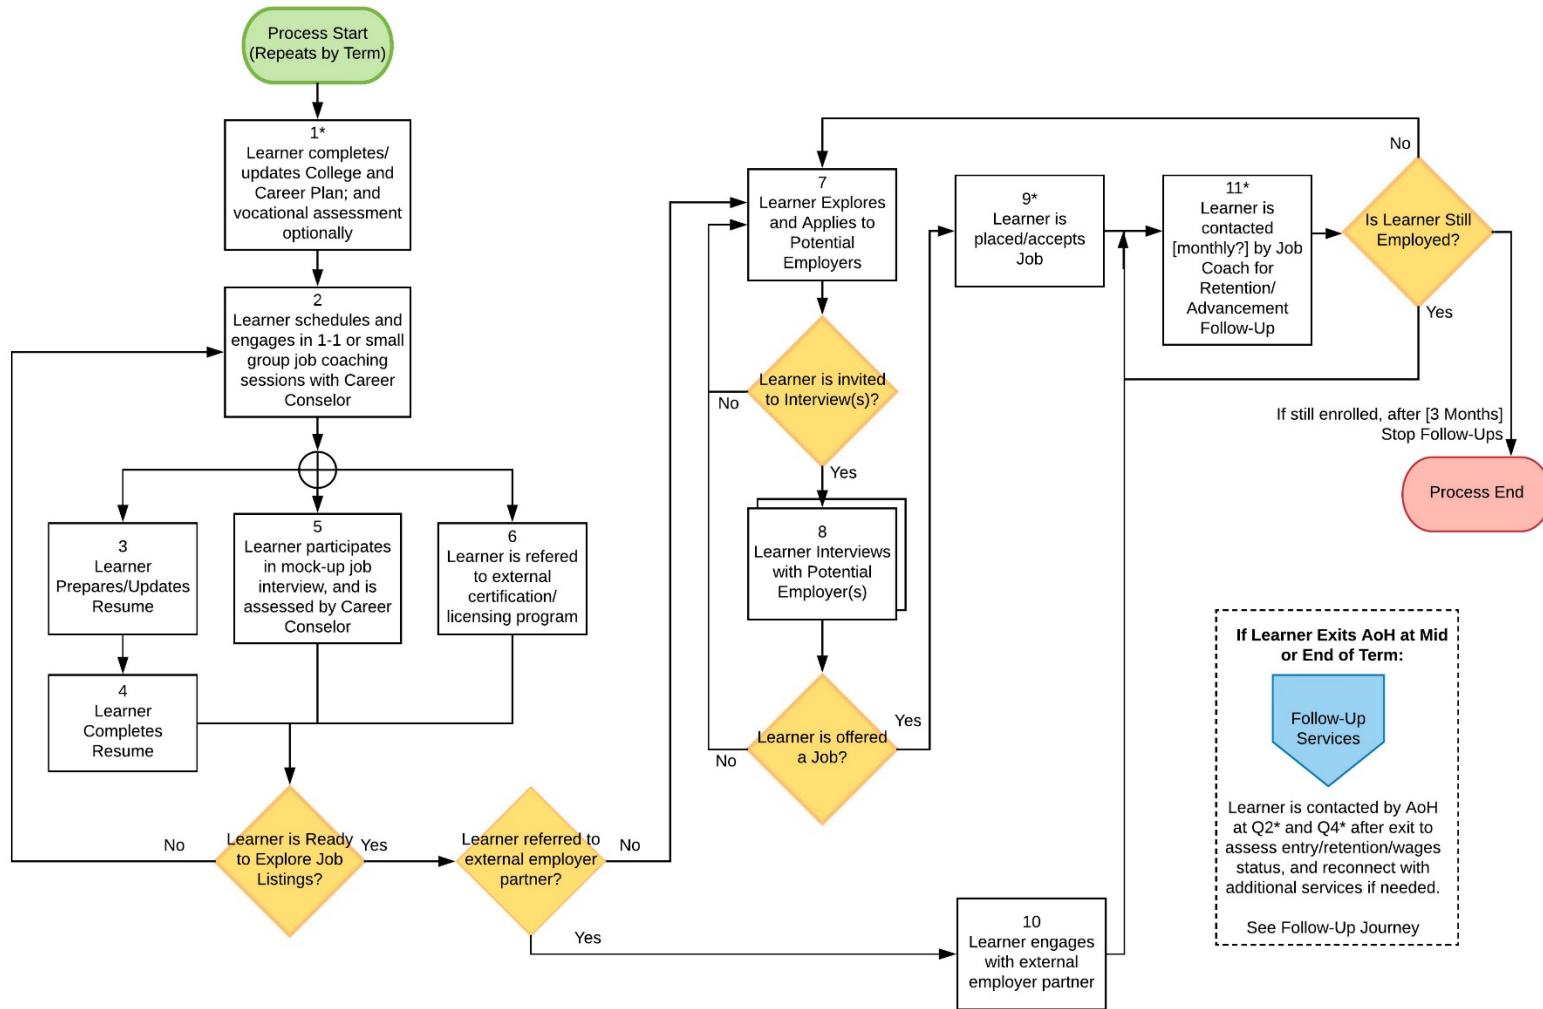 Process Start
(Repeats by Term)
1*
Learner completes/
updates College and
Career Plan; and
vocational assessment
optionally
2
Learner schedules and
engages in 1-1 or small
group job coaching
sessions with Career
Conselor
3
Learner
Prepares/Updates
Resume
4
Learner
Completes
Resume
5
Learner participates
in mock-up job
interview, and is
assessed by Career
Conselor
6
Learner is refered to
external
certification/
licensing program
Learner is Ready
to Explore Job
Listings?
No
Yes
Learner referred to
external employer
partner?
No
Yes
7
Learner Explores
and Applies to
Potential
Employers
Learner is invited
to Interview(s)?
No
Yes
8
Learner Interviews
with Potential
Employer(s)
Learner is offered
a Job?
No
Yes
9*
Learner is
placed/accepts
Job
10
Learner engages
with external
employer partner
11*
Learner is
contacted
[monthly?] by Job
Coach for
Retention/
Advancement
Follow-Up
Is Learner Still
Employed?
No
Yes
If still enrolled, after [3 Months]
Stop Follow-Ups
Process End
If Learner Exits AoH at Mid
or End of Term:
Follow-Up
Services
Learner is contacted by AoH
at Q2* and Q4* after exit to
assess entry/retention/wages
status, and reconnect with
additional services if needed.
See Follow-Up Journey